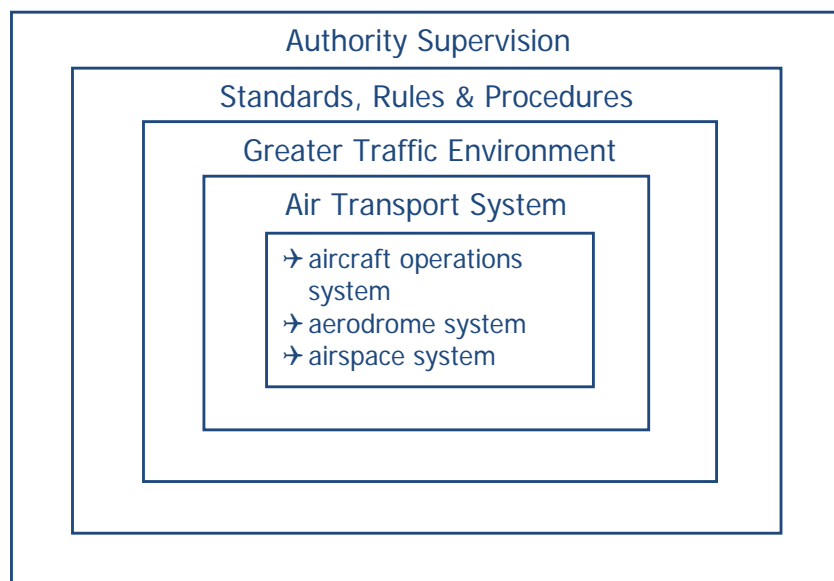 Authority Supervision
Standards, Rules & Procedures
Greater Traffic Environment
Air Transport System
✈ aircraft operations
system
✈ aerodrome system
✈ airspace system